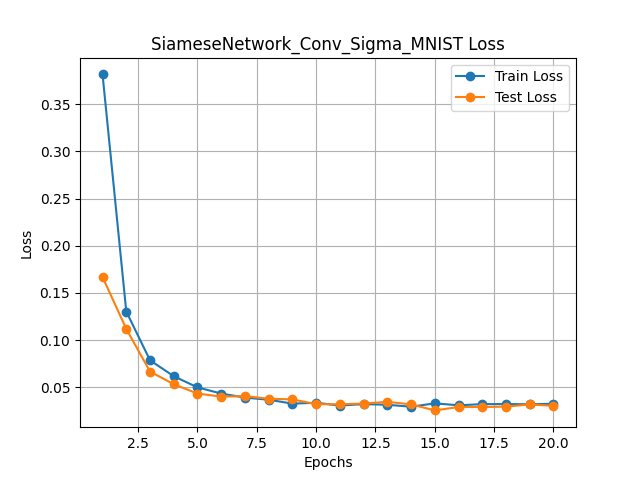 SiameseNetwork_Conv_Sigma_MNIST Loss
Train Loss
Test Loss
0.35
0.30
0.25
0.20
0.15
0.10
0.05
Loss
2.5 5.0 7.5 10.0 12.5 15.0 17.5 20.0
Epochs